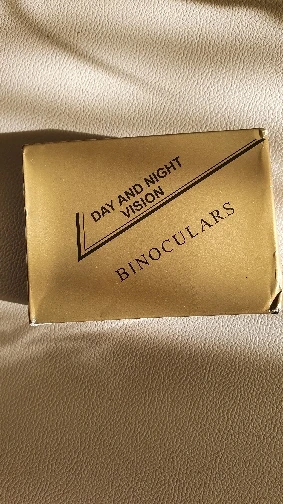 DAY AND NIGHT
VISION
BINOCULARS